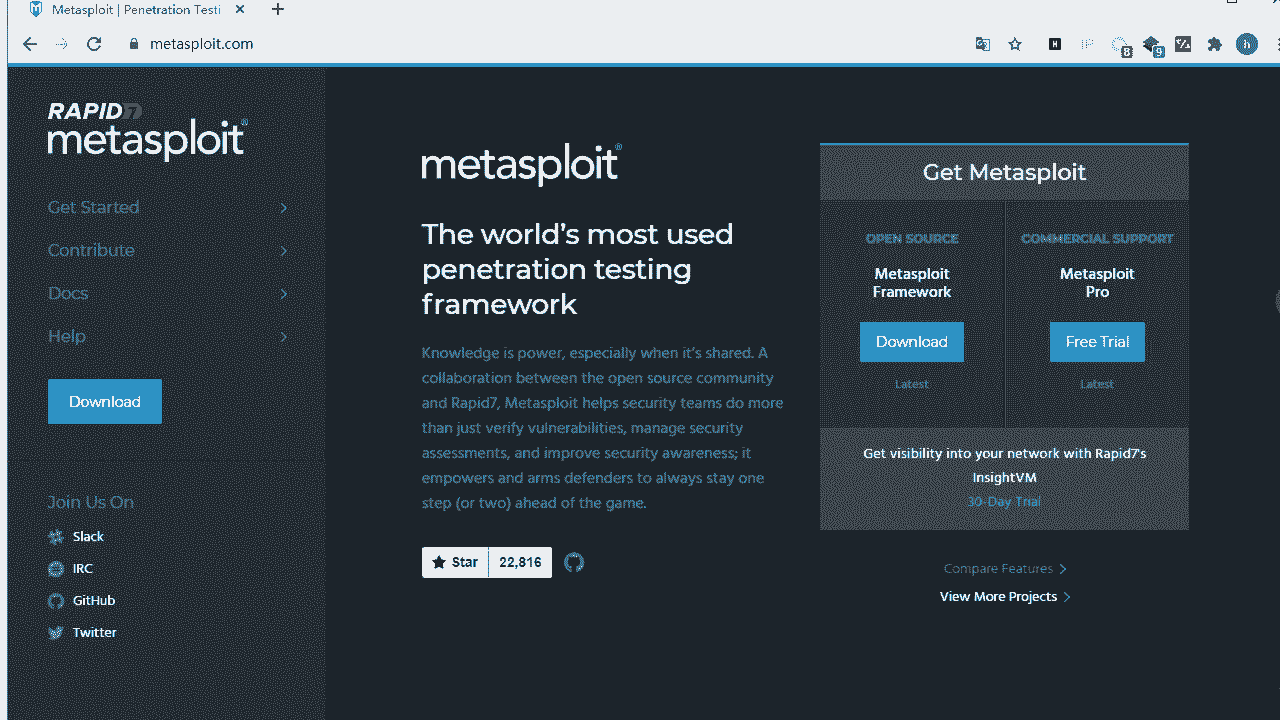 Metasploit | Penetration Testi
metasploit.com
8
9
h
RAPID7
metasploit®
Get Started
Contribute
Docs
Help
Download
Join Us On
Slack
IRC
GitHub
Twitter
metasploit®
The world's most used
penetration testing
framework
Knowledge is power, especially when it's shared. A
collaboration between the open source community
and Rapid7, Metasploit helps security teams do more
than just verify vulnerabilities, manage security
assessments, and improve security awareness; it
empowers and arms defenders to always stay one
step (or two) ahead of the game.
Star 22,816
Get Metasploit
OPEN SOURCE
Metasploit
Framework
Download
Latest
COMMERCIAL SUPPORT
Metasploit
Pro
Free Trial
Latest
Get visibility into your network with Rapid7's
InsightVM
30-Day Trial
Compare Features
View More Projects